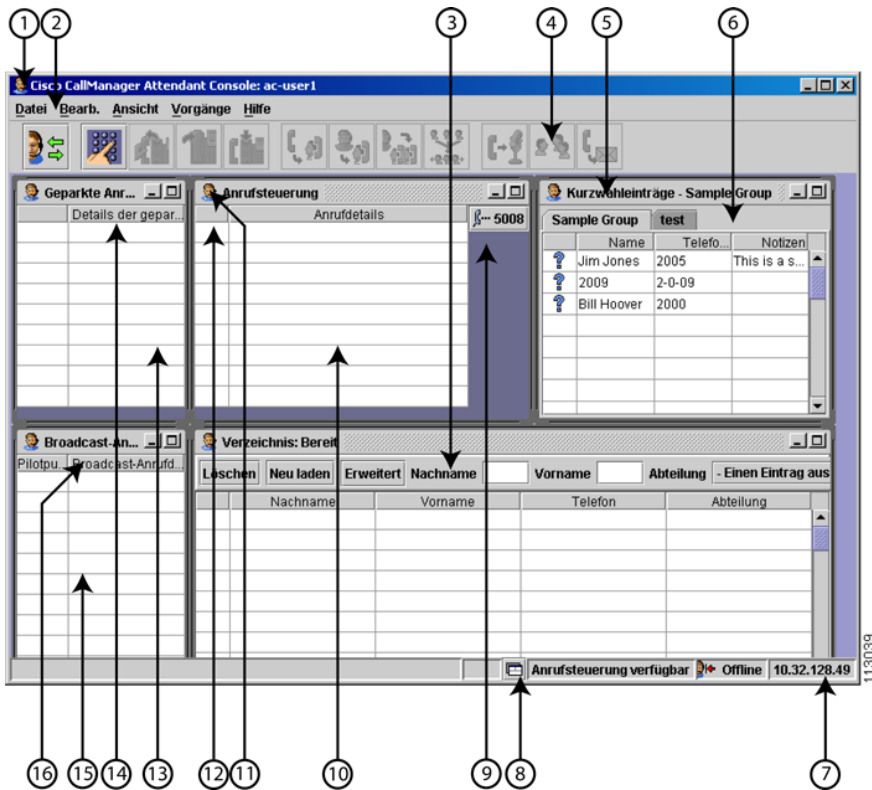 1 2 3 4 5 6
Cisco CallManager Attendant Console: ac-user1
Datei Bearb. Ansicht Vorgänge Hilfe
Geparkte Anr...
Details der gepar...
Anrufsteuerung
Anrufdetails
5008
Kurzwahleinträge - Sample Group
Sample Group test
Name Telefo... Notizen
Jim Jones 2005 This is a s...
2009 2-0-09
Bill Hoover 2000
Broadcast-An...
Pilotpu... Broadcast-Anrufd...
Verzeichnis: Bereit
Löschen Neu laden Erweitert Nachname Vorname Abteilung - Einen Eintrag aus
Nachname Vorname Telefon Abteilung
Anrufsteuerung verfügbar Offline 10.32.128.49
113039
16 15 14 13 12 11 10 9 8 7